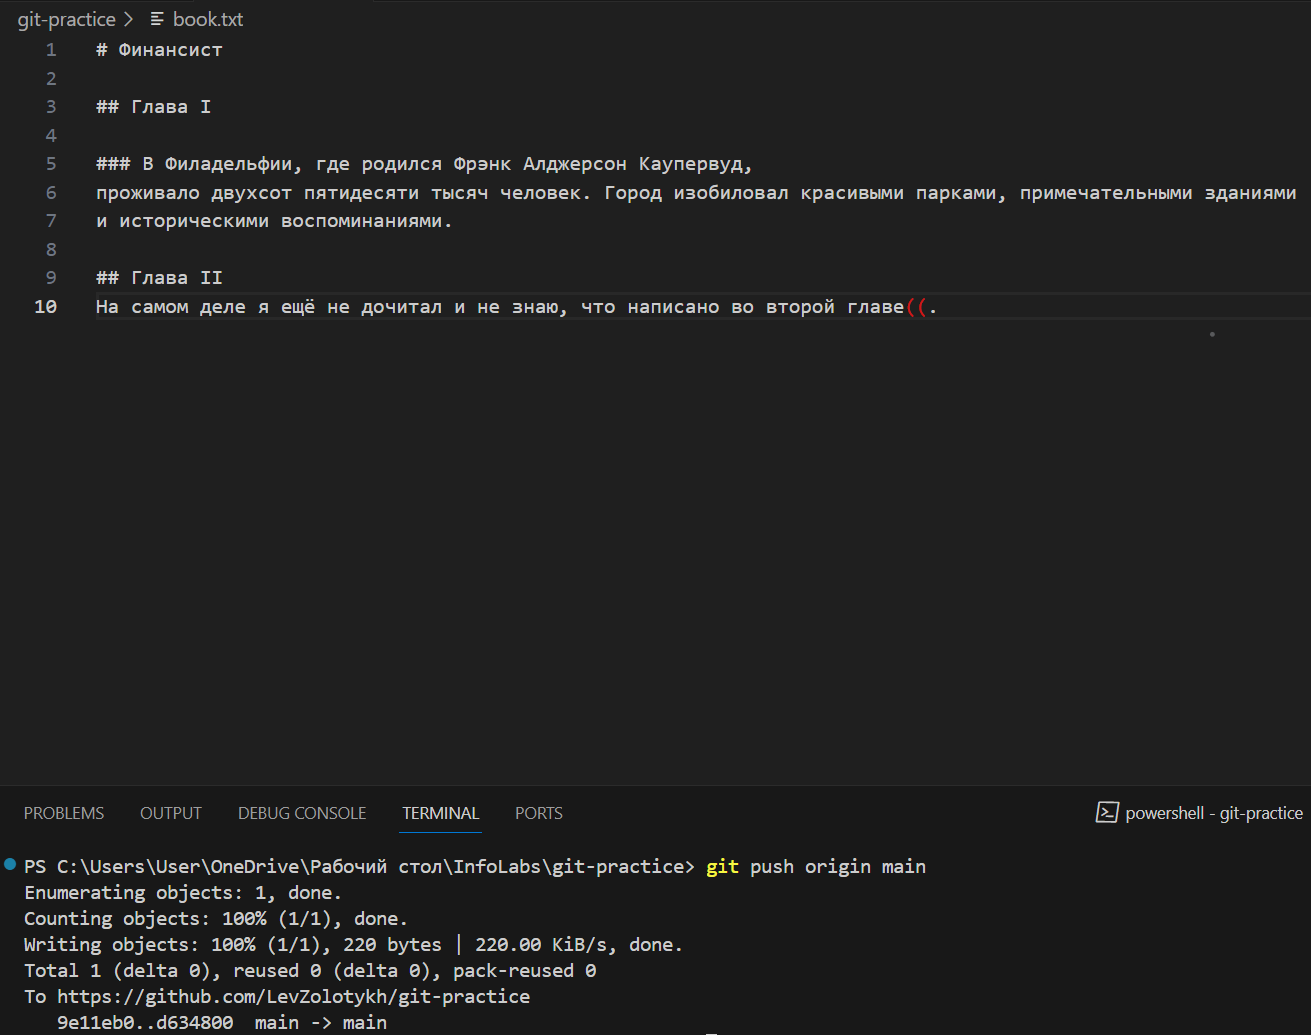 git-practice > book.txt
1 # Финансист
2
3 ## Глава I
4
5 ### В Филадельфии, где родился Фрэнк Алджерсон Каупервуд,
6 проживало двухсот пятидесяти тысяч человек. Город изобиловал красивыми парками, примечательными зданиями
7 и историческими воспоминаниями.
8
9 ## Глава II
10 На самом деле я ещё не дочитал и не знаю, что написано во второй главе((.
PROBLEMS OUTPUT DEBUG CONSOLE TERMINAL PORTS powershell - git-practice
PS C:\Users\User\OneDrive\Рабочий стол\InfoLabs\git-practice> git push origin main
Enumerating objects: 1, done.
Counting objects: 100% (1/1), done.
Writing objects: 100% (1/1), 220 bytes | 220.00 KiB/s, done.
Total 1 (delta 0), reused 0 (delta 0), pack-reused 0
To https://github.com/LevZolotykh/git-practice
9e11eb0..d634800 main -> main